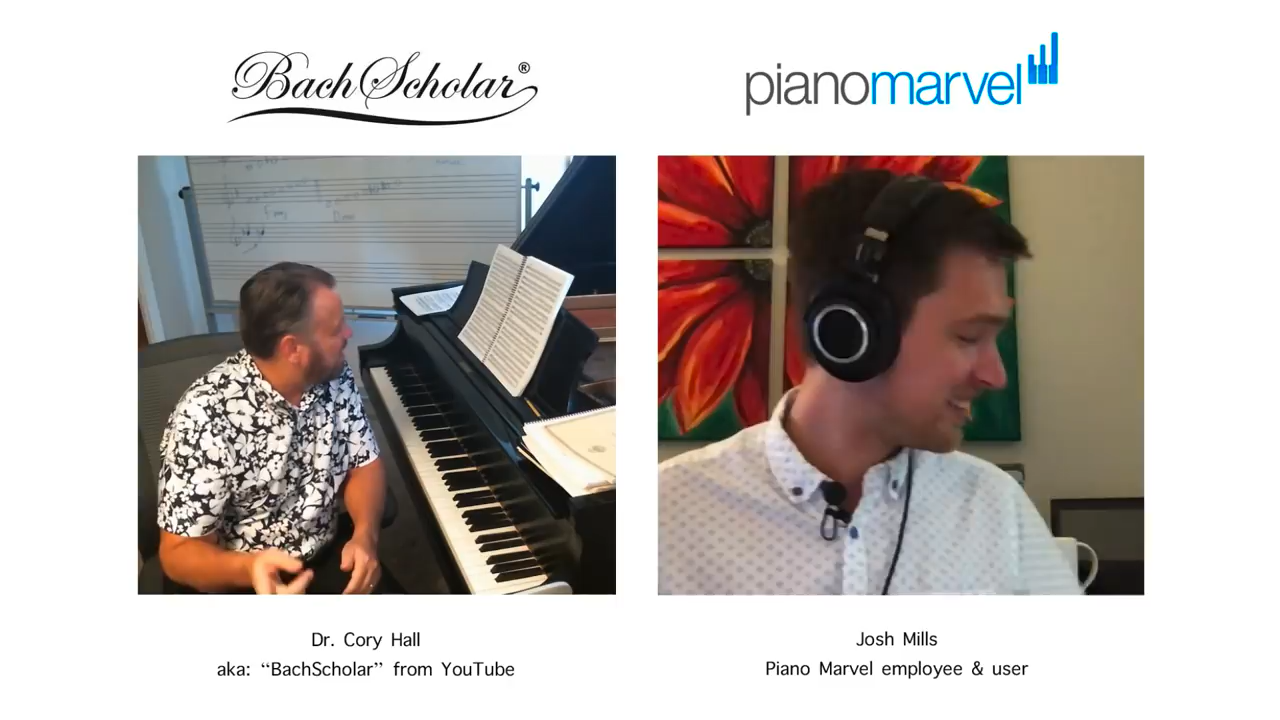 BachScholar®
pianomarvel
Dr. Cory Hall
aka: “BachScholar” from YouTube
Josh Mills
Piano Marvel employee & user